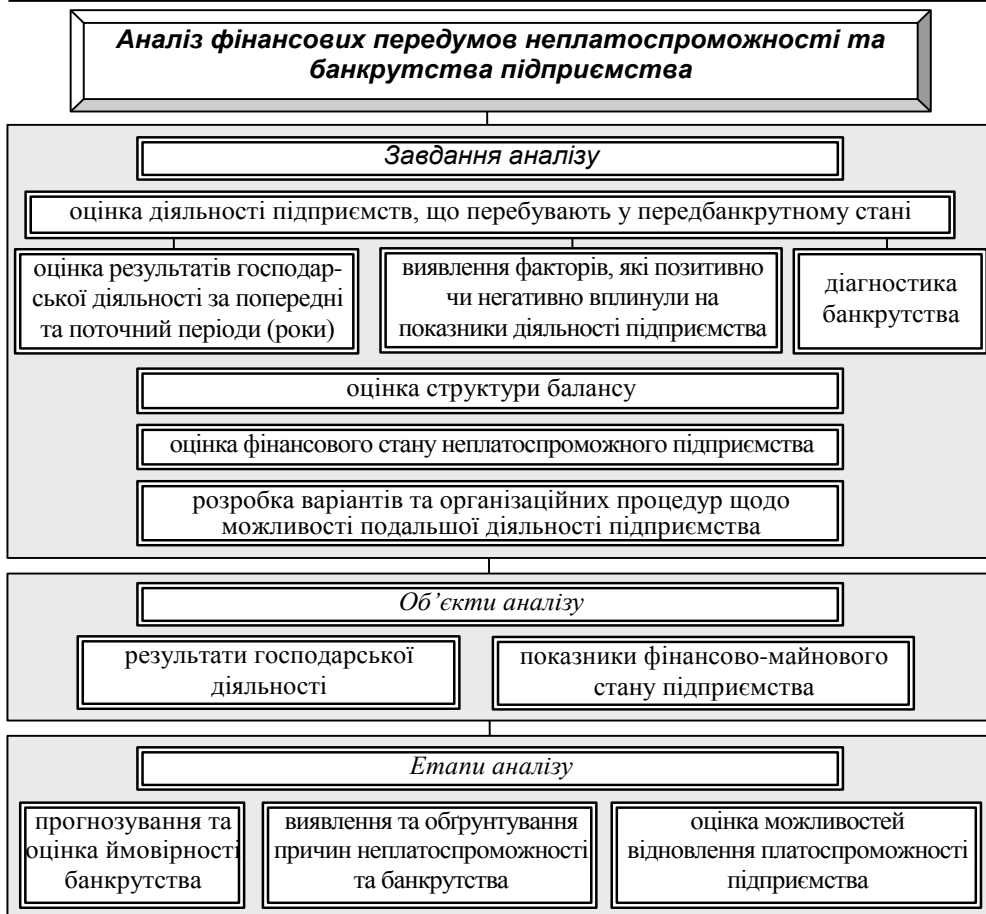 Аналіз фінансових передумов неплатоспроможності та
банкрутства підприємства
Завдання аналізу
оцінка діяльності підприємств, що перебувають у передбанкрутному стані
оцінка результатів господар-
ської діяльності за попередні
та поточний періоди (роки)
виявлення факторів, які позитивно
чи негативно вплинули на
показники діяльності підприємства
діагностика
банкрутства
оцінка структури балансу
оцінка фінансового стану неплатоспроможного підприємства
розробка варіантів та організаційних процедур щодо
можливості подальшої діяльності підприємства
Об’єкти аналізу
результати господарської
діяльності
показники фінансово-майнового
стану підприємства
Етапи аналізу
прогнозування та
оцінка ймовірності
банкрутства
виявлення та обґрунтування
причин неплатоспроможності
та банкрутства
оцінка можливостей
відновлення платоспроможності
підприємства